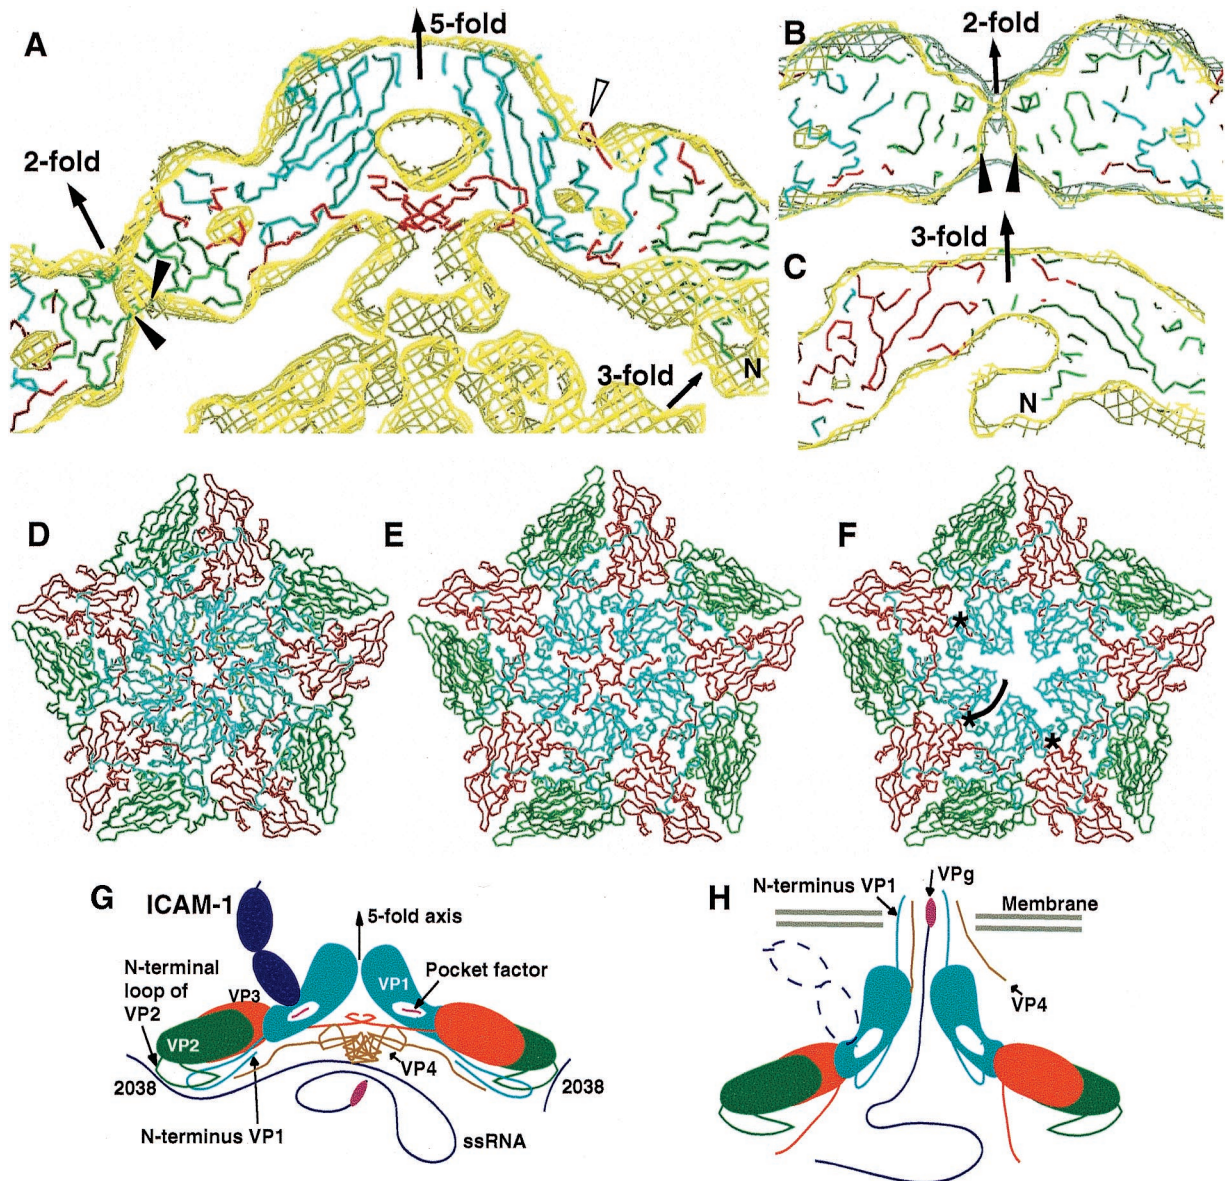 A
5-fold
2-fold
3-fold
N
B
2-fold
3-fold
C
N
D
E
F
*
*
*
G
ICAM-1
5-fold axis
N-terminal
loop of
VP2
VP3
VP1
Pocket factor
VP2
VP4
2038
2038
N-terminus VP1
ssRNA
H
VPg
N-terminus VP1
Membrane
VP4